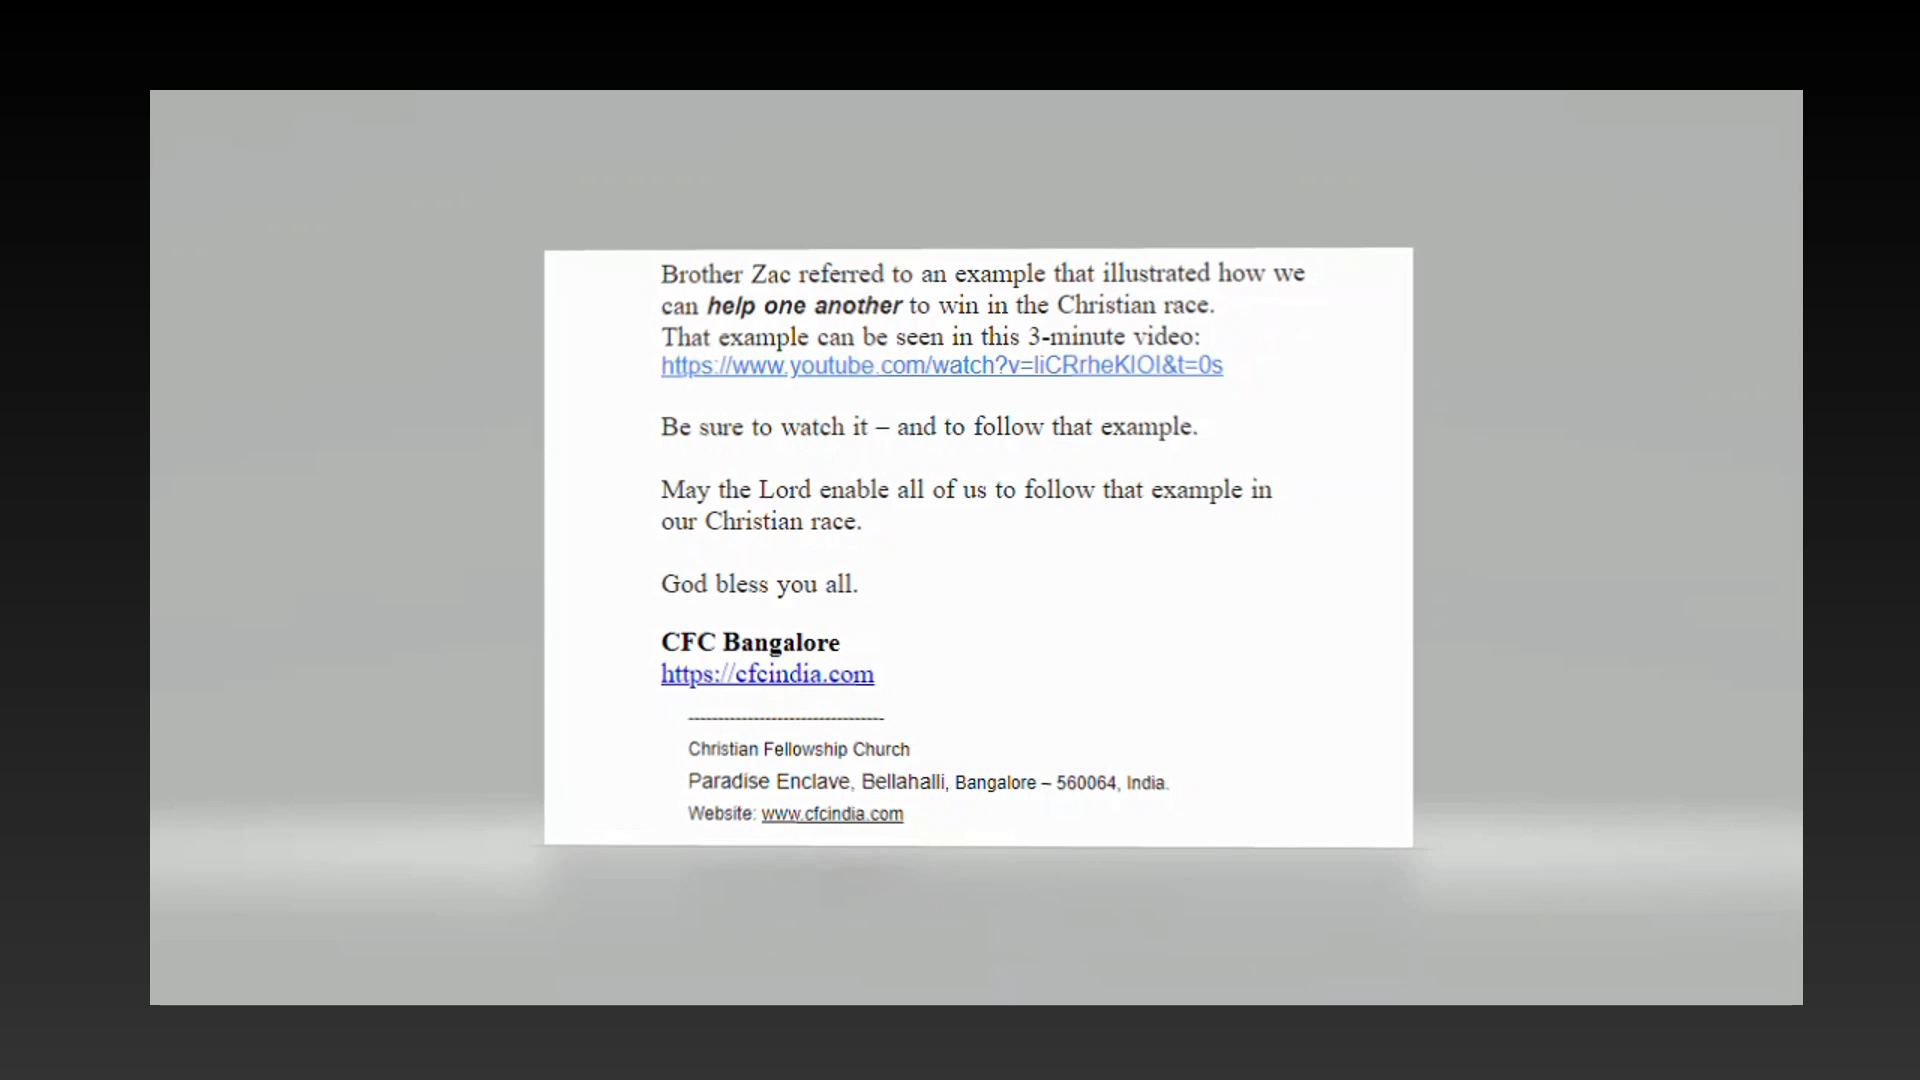 Brother Zac referred to an example that illustrated how we
can help one another to win in the Christian race.
That example can be seen in this 3-minute video:
https://www.youtube.com/watch?v=liCRrheKIOI&t=0s
Be sure to watch it – and to follow that example.
May the Lord enable all of us to follow that example in
our Christian race.
God bless you all.
CFC Bangalore
https://cfcindia.com
---------------------------------
Christian Fellowship Church
Paradise Enclave, Bellahalli, Bangalore – 560064, India.
Website: www.cfcindia.com